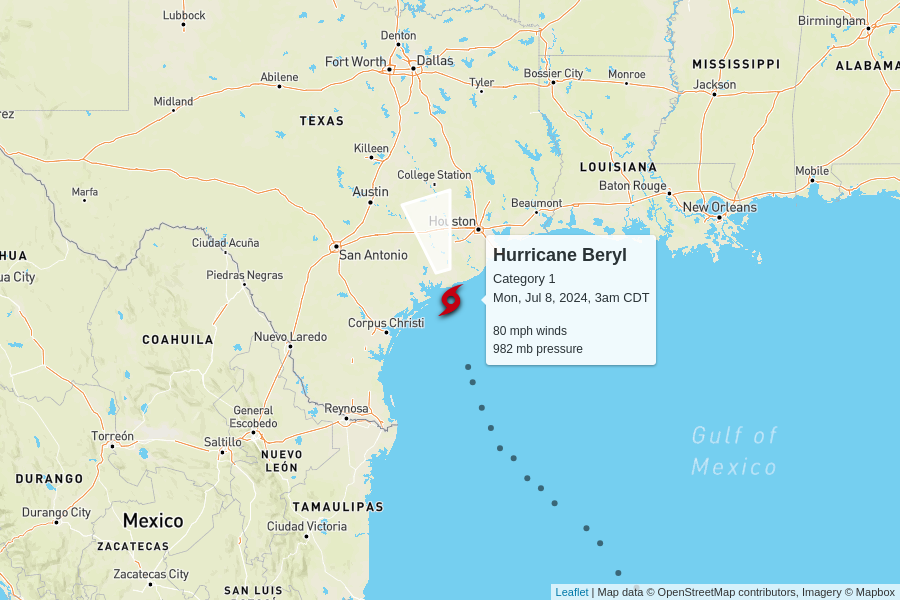 Lubbock
Birmingham
Denton
Fort Worth
Dallas
MISSISSIPPI
ALABAMA
Abilene
Tyler
Bossier City
Monroe
Jackson
Midland
rez
TEXAS
Killeen
LOUISIANA
College Station
Mobile
Marfa
Austin
Baton Rouge
Beaumont
New Orleans
Houston
Ciudad Acuña
San Antonio
HUA
ua City
Piedras Negras
Hurricane Beryl
Category 1
Mon, Jul 8, 2024, 3am CDT
80 mph winds
982 mb pressure
Corpus Christi
Nuevo Laredo
COAHUILA
General
Escobedo
Reynosa
Torreón
Saltillo
Gulf of
Mexico
NUEVO
LEÓN
DURANGO
TAMAULIPAS
Durango City
Mexico
Ciudad Victoria
ZACATECAS
Zacatecas City
SAN LUIS
Leaflet | Map data © OpenStreetMap contributors, Imagery © Mapbox